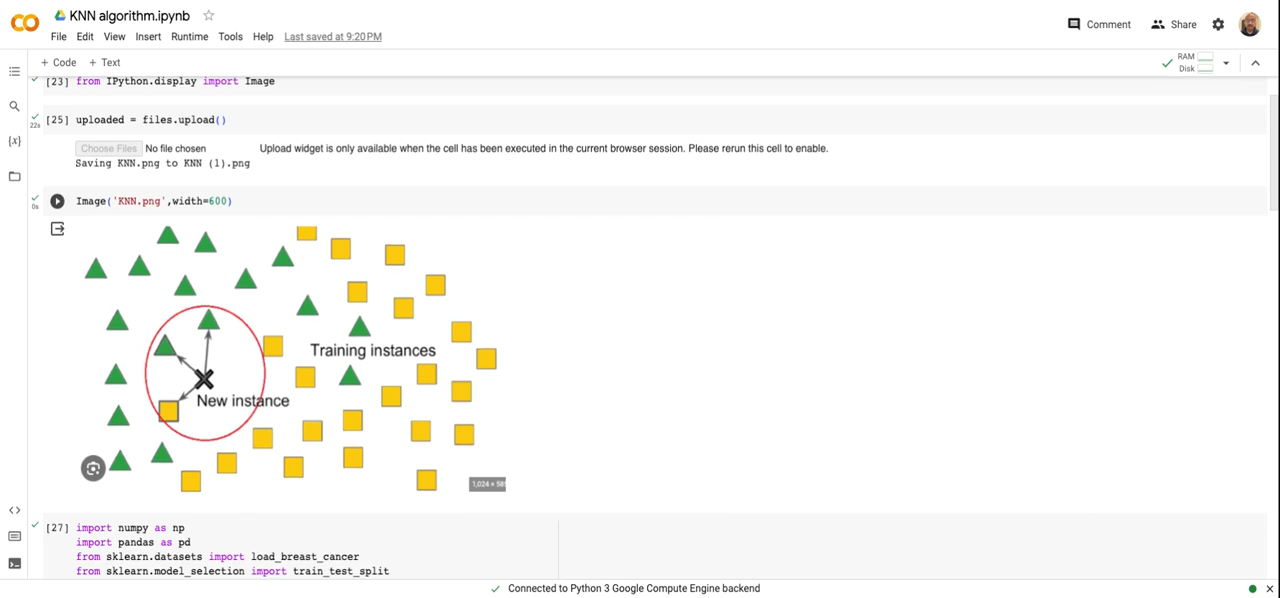 KNN algorithm.ipynb
File Edit View Insert Runtime Tools Help Last saved at 9:20 PM
Comment Share
+ Code + Text
RAM
Disk
[23] from IPython.display import Image
[25] uploaded = files.upload()
22s
Choose Files No file chosen Upload widget is only available when the cell has been executed in the current browser session. Please rerun this cell to enable.
Saving KNN.png to KNN (1).png
Image('KNN.png',width=600)
0s
{x}
Training instances
New instance
[27] import numpy as np
import pandas as pd
from sklearn.datasets import load_breast_cancer
from sklearn.model_selection import train_test_split
Connected to Python 3 Google Compute Engine backend